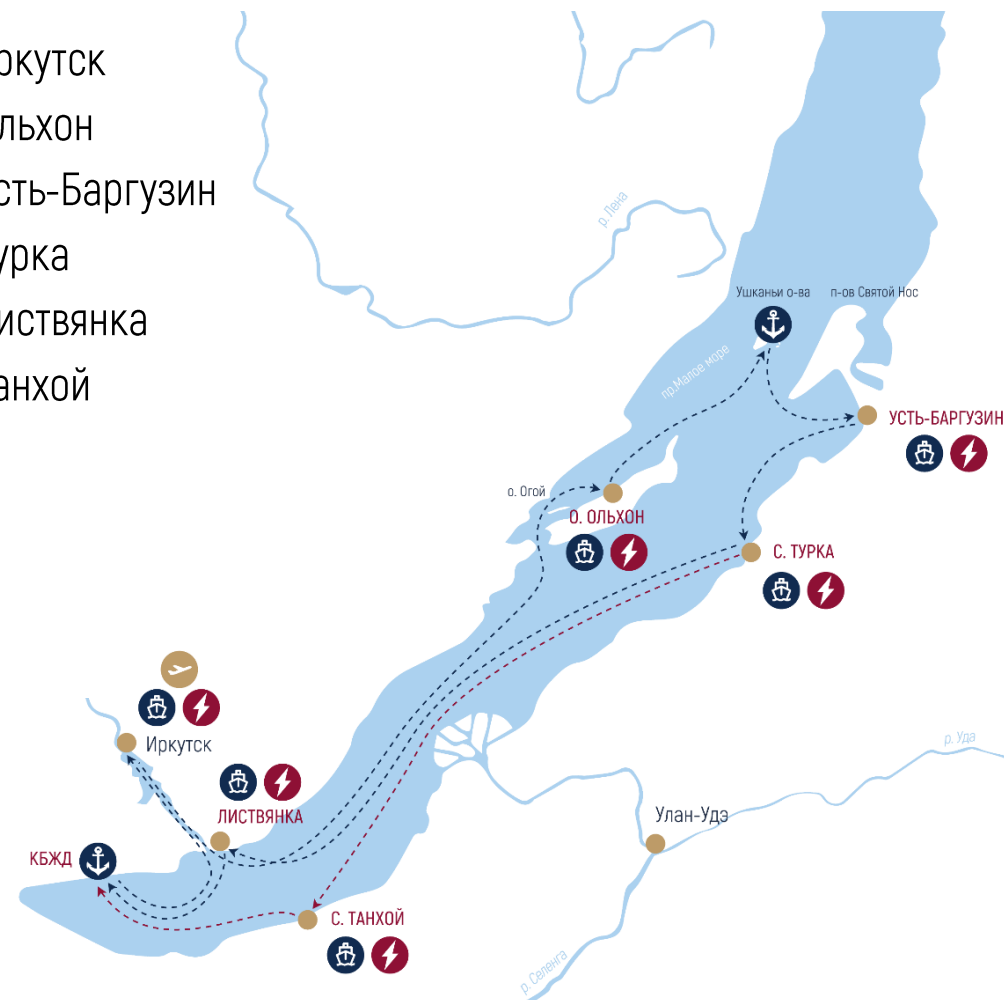 ркутск
льхон
сть-Баргузин
урка
иствянка
анхой
р. Лена
Ушканьи о-ва
п-ов Святой Нос
пр.Малое море
УСТЬ-БАРГУЗИН
о. Огой
О. ОЛЬХОН
С. ТУРКА
Иркутск
р. Уда
ЛИСТВЯНКА
Улан-Удэ
КБЖД
С. ТАНХОЙ
р. Селенга